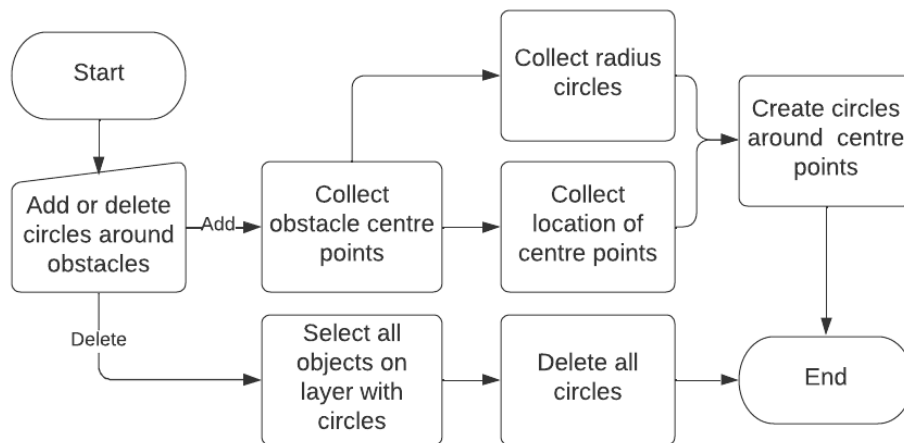 Start
Add or delete
circles around
obstacles
Add
Delete
Collect
obstacle centre
points
Collect radius
circles
Collect
location of
centre points
Create circles
around centre
points
Select all
objects on
layer with
circles
Delete all
circles
End